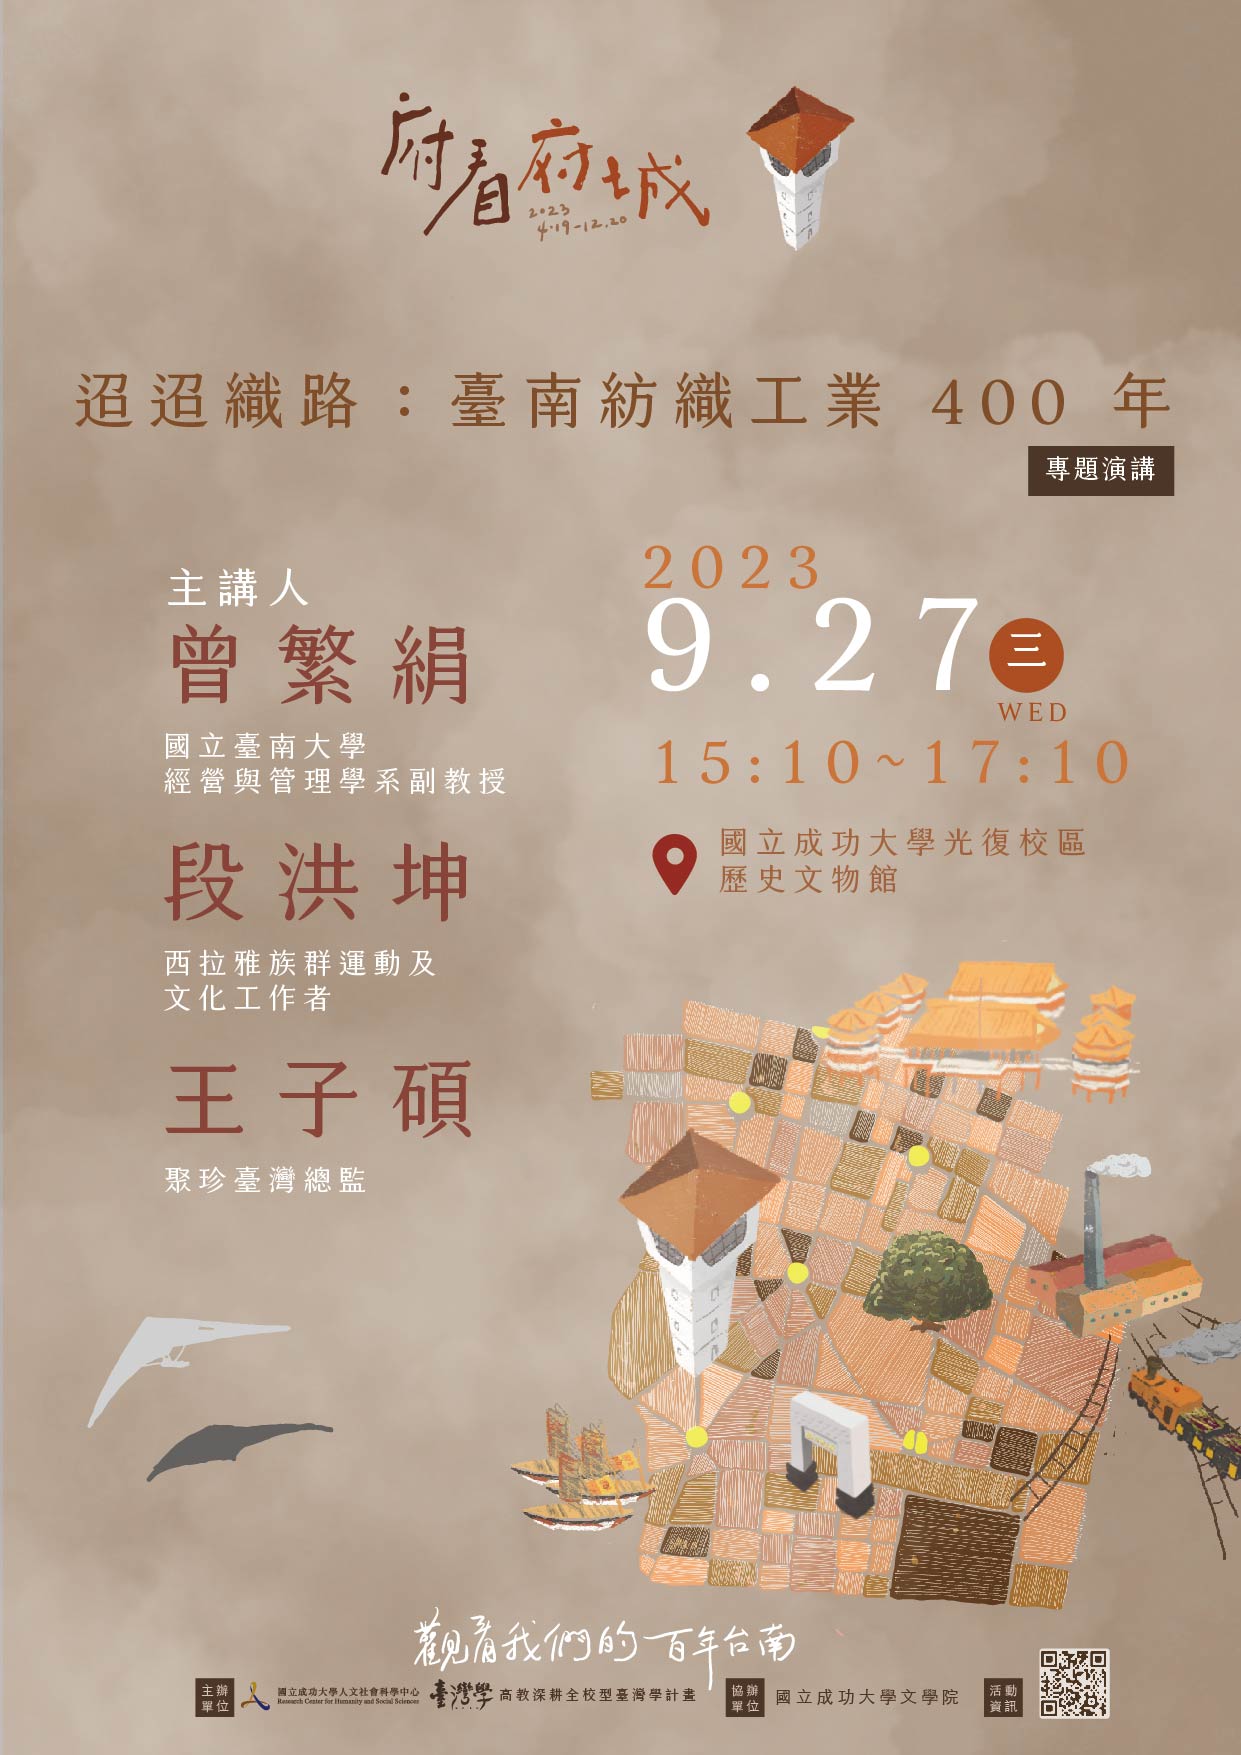 府看府城
2023
4.19-12.20
迢迢織路：臺南紡織工業 400 年
專題演講
主講人
曾繁絹
國立臺南大學
經營與管理學系副教授
段洪坤
西拉雅族群運動及
文化工作者
王子碩
聚珍臺灣總監
2023
9.27
三
WED
15:10~17:10
國立成功大學光復校區
歷史文物館
觀看我們的一百年台南
主辦
單位
國立成功大學人文社會科學中心
Research Center for Humanity and Social Sciences
臺灣學
高教深耕全校型臺灣學計畫
協辦
單位
國立成功大學文學院
活動
資訊